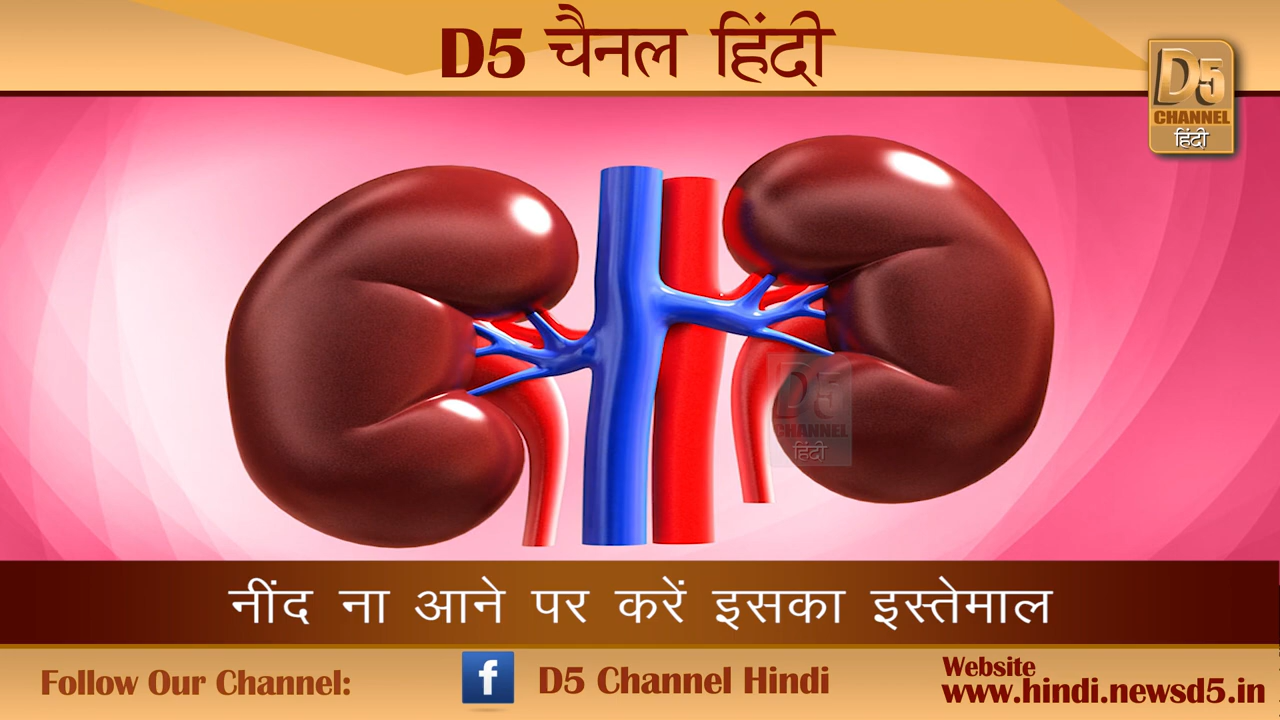 D5 चैनल हिंदी
D5
CHANNEL
हिंदी
D5
CHANNEL
हिंदी
नींद ना आने पर करें इसका इस्तेमाल
Follow Our Channel:
f
D5 Channel Hindi
Website
www.hindi.newsd5.in